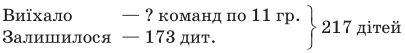 Виїхало — ? команд по 11 гр.
Залишилося — 173 дит.
} 217 дітей